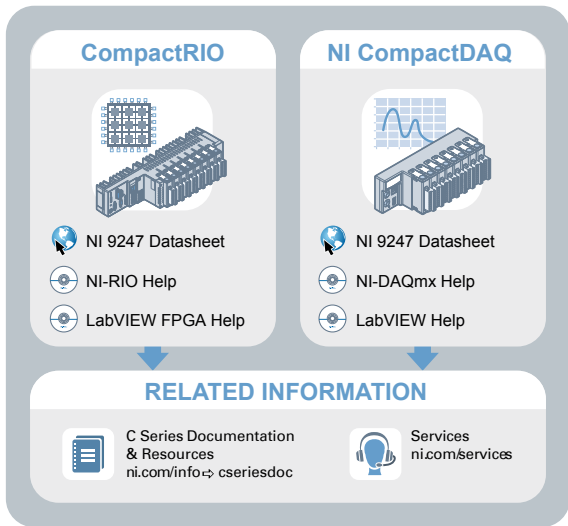 CompactRIO
NI 9247 Datasheet
NI-RIO Help
LabVIEW FPGA Help
NI CompactDAQ
NI 9247 Datasheet
NI-DAQmx Help
LabVIEW Help
RELATED INFORMATION
C Series Documentation
& Resources
ni.com/info ⇨ cseriesdoc
Services
ni.com/services